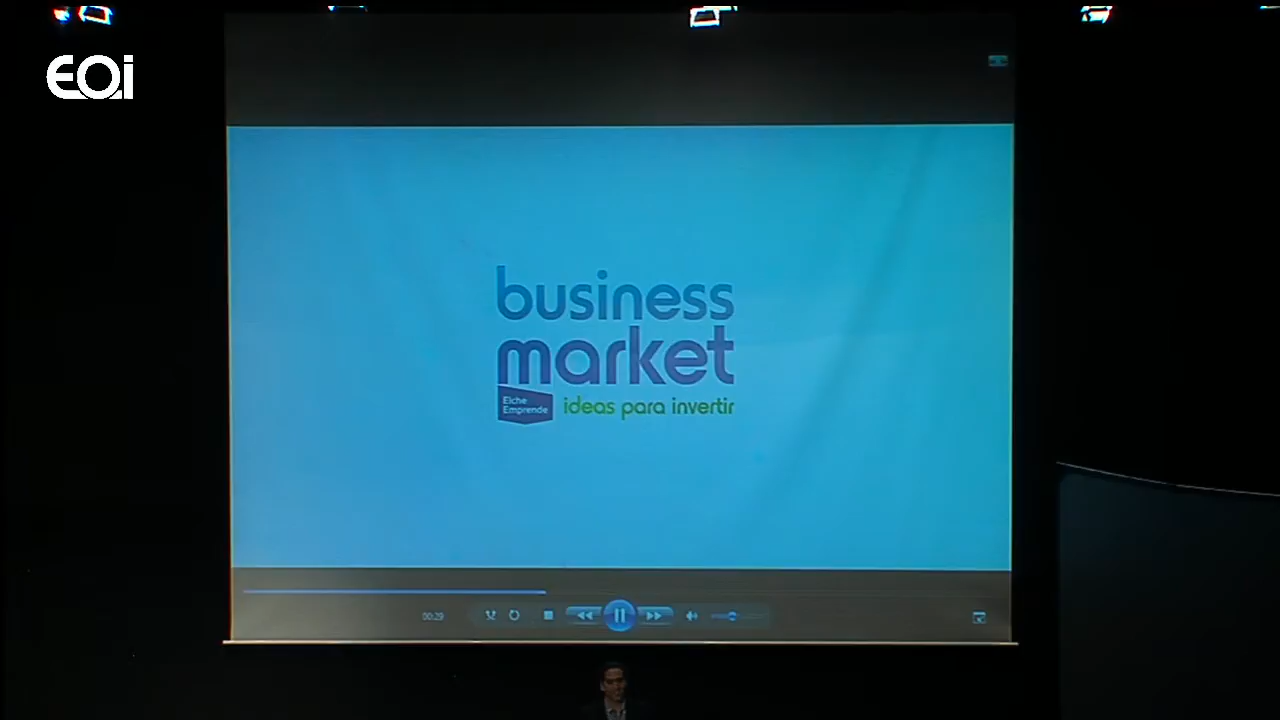 EOi
business
market
Elche
Emprende
ideas para invertir
00:29